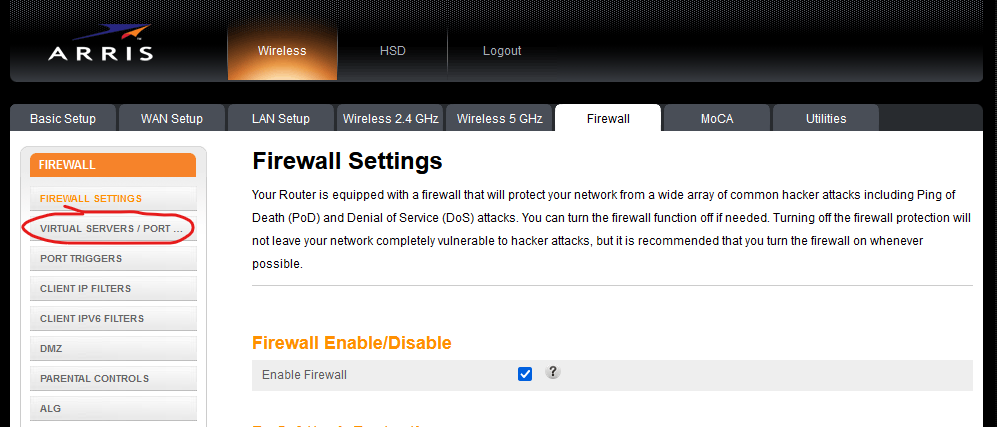 ARRIS
Wireless
HSD
Logout
Basic Setup
WAN Setup
LAN Setup
Wireless 2.4 GHz
Wireless 5 GHz
Firewall
MoCA
Utilities
FIREWALL
FIREWALL SETTINGS
VIRTUAL SERVERS / PORT ...
PORT TRIGGERS
CLIENT IP FILTERS
CLIENT IPV6 FILTERS
DMZ
PARENTAL CONTROLS
ALG
Firewall Settings
Your Router is equipped with a firewall that will protect your network from a wide array of common hacker attacks including Ping of
Death (PoD) and Denial of Service (DoS) attacks. You can turn the firewall function off if needed. Turning off the firewall protection will
not leave your network completely vulnerable to hacker attacks, but it is recommended that you turn the firewall on whenever
possible.
Firewall Enable/Disable
Enable Firewall
?